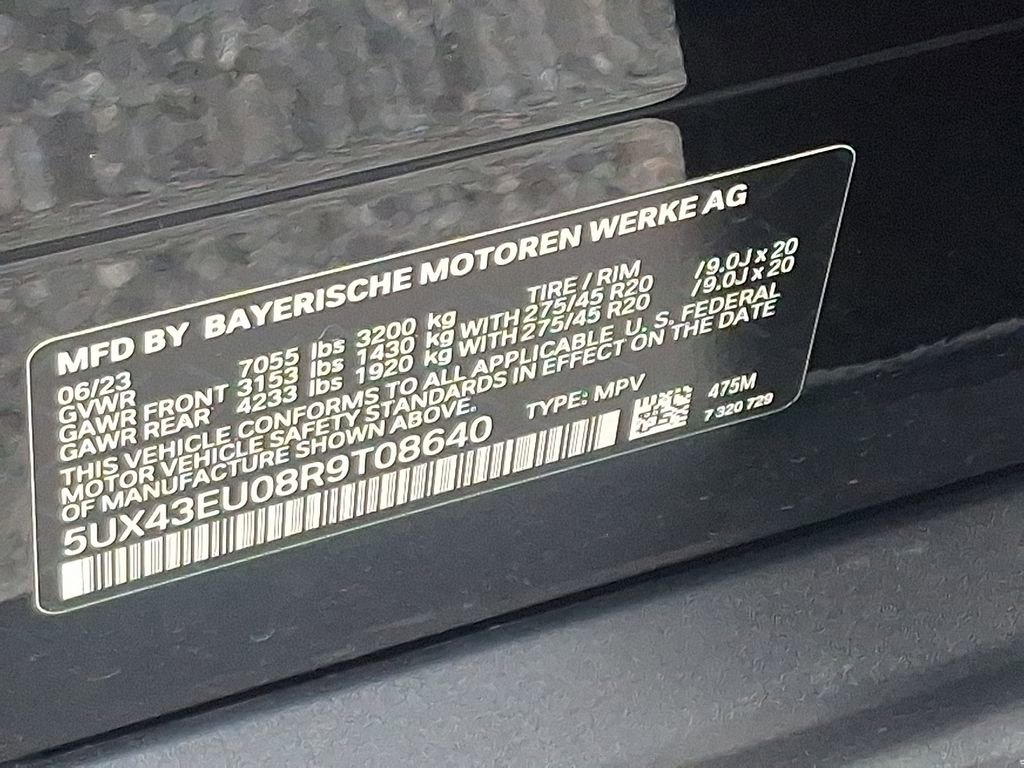 MFD BY BAYERISCHE MOTOREN WERKE AG
06/23 TIRE / RIM
GVWR 7055 lbs 3200 kg
GAWR FRONT 3153 lbs 1430 kg WITH 275/45 R20 /9.0J x 20
GAWR REAR 4233 lbs 1920 kg WITH 275/45 R20 /9.0J x 20
THIS VEHICLE CONFORMS TO ALL APPLICABLE U. S. FEDERAL
MOTOR VEHICLE SAFETY STANDARDS IN EFFECT ON THE DATE
OF MANUFACTURE SHOWN ABOVE.
5UX43EU08R9T08640 TYPE: MPV 475M
7 320 729